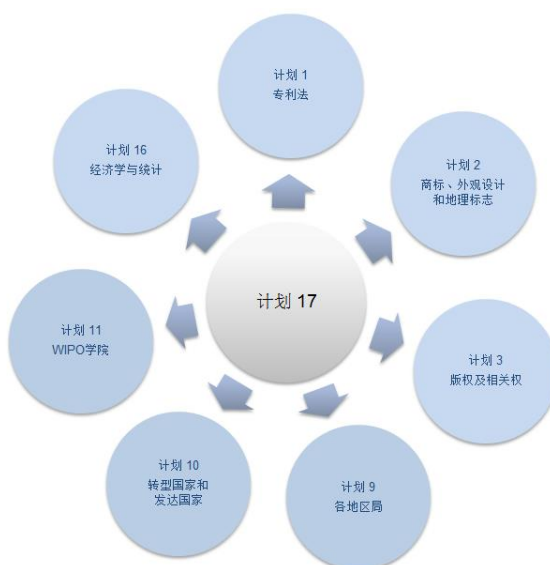 计划 1
专利法
计划 16
经济学与统计
计划 2
商标、外观设计
和地理标志
计划 17
计划 11
WIPO学院
计划 3
版权及相关权
计划 10
转型国家和
发达国家
计划 9
各地区局